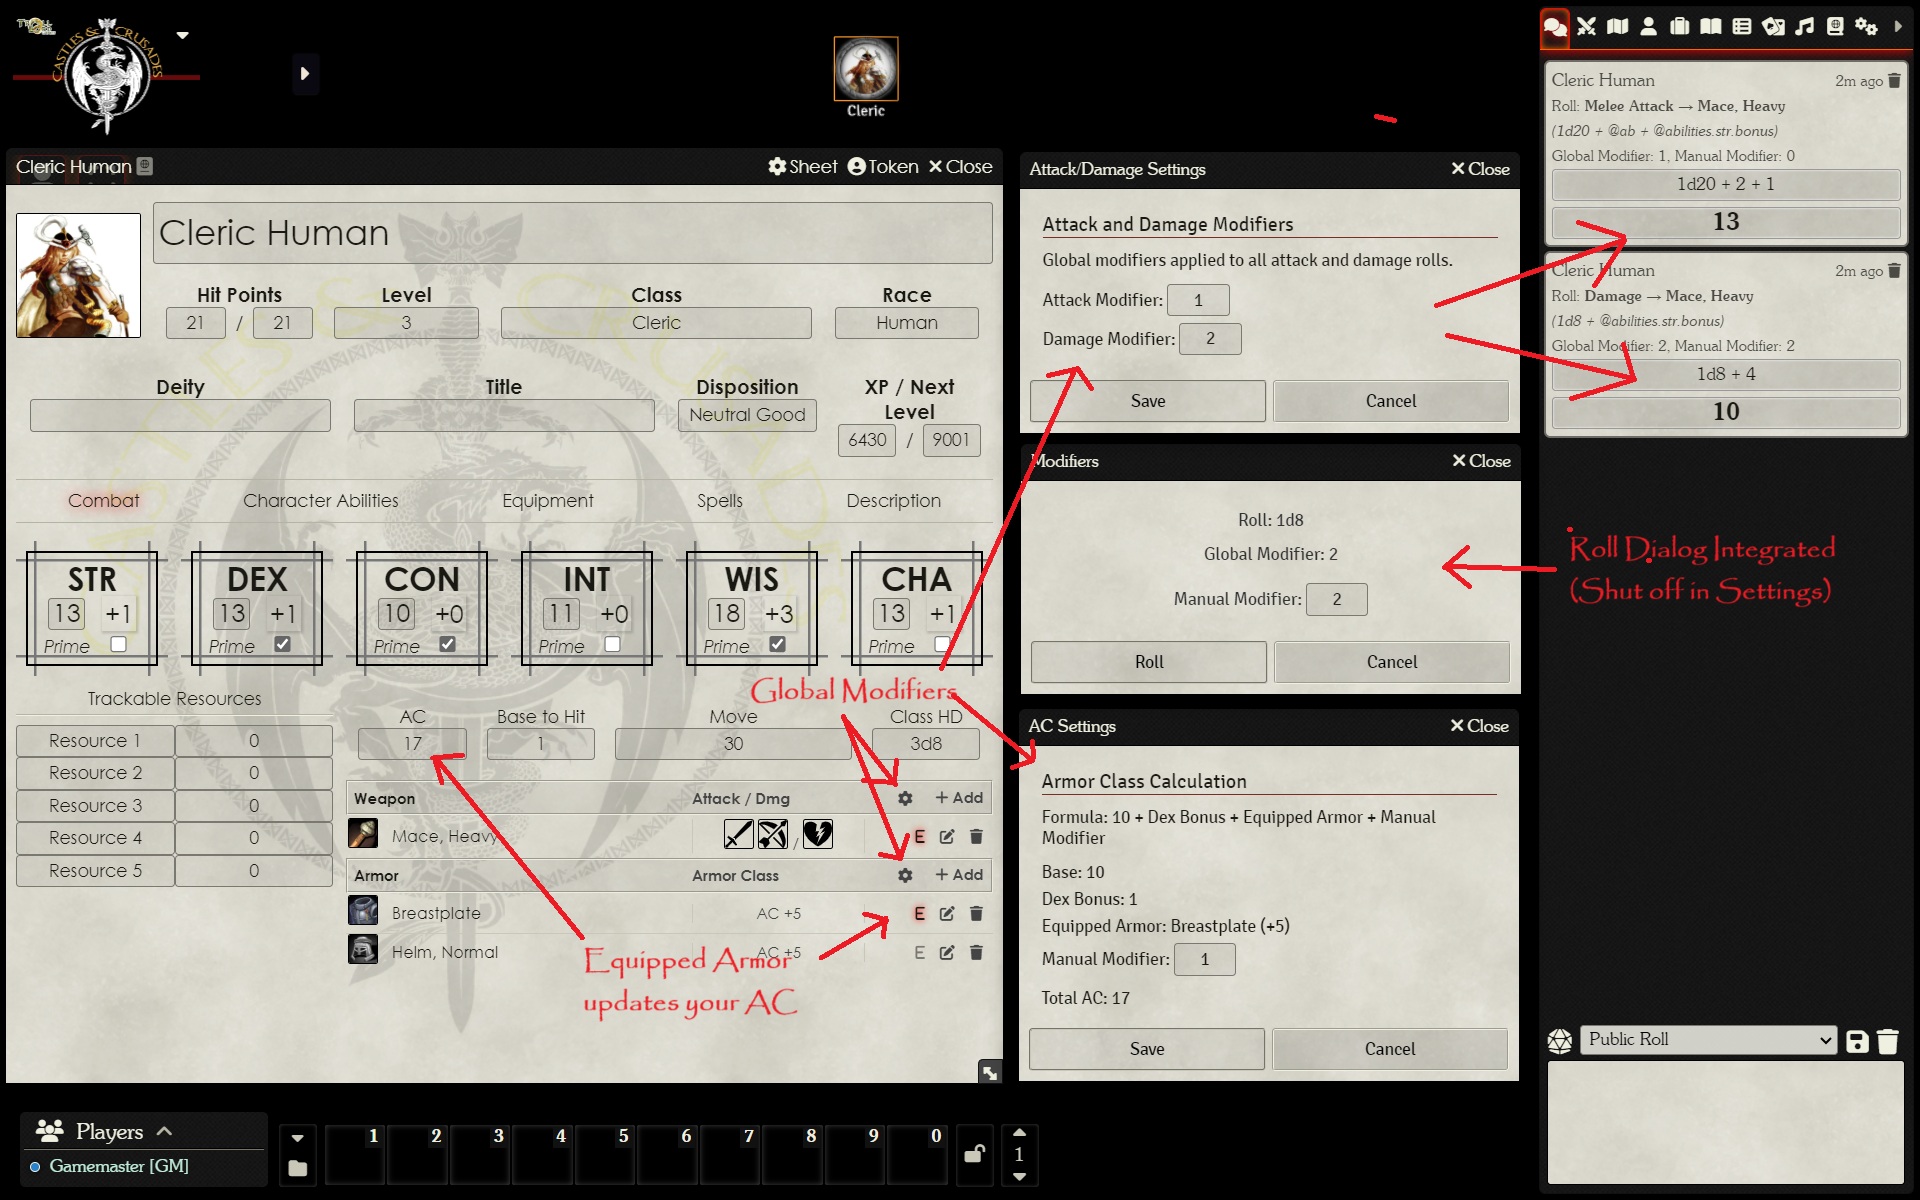 CASTLES & CRUSADES
Cleric
Cleric Human
Sheet Token Close
Cleric Human
Hit Points Level Class Race
21 / 21 3 Cleric Human
Deity Title Disposition XP / Next Level
Neutral Good 6430 / 9001
Combat Character Abilities Equipment Spells Description
STR DEX CON INT WIS CHA
13 +1 13 +1 10 +0 11 +0 18 +3 13 +1
Prime Prime Prime Prime Prime Prime
Trackable Resources
Resource 1 0
Resource 2 0
Resource 3 0
Resource 4 0
Resource 5 0
Global Modifiers
AC Base to Hit Move Class HD
17 1 30 3d8
Weapon Attack / Dmg + Add
Mace, Heavy / E
Armor Armor Class + Add
Breastplate AC +5 E
Helm, Normal AC +5 E
Equipped Armor
updates your AC
Attack/Damage Settings Close
Attack and Damage Modifiers
Global modifiers applied to all attack and damage rolls.
Attack Modifier: 1
Damage Modifier: 2
Save Cancel
Modifiers Close
Roll: 1d8
Global Modifier: 2
Manual Modifier: 2
Roll Cancel
AC Settings Close
Armor Class Calculation
Formula: 10 + Dex Bonus + Equipped Armor + Manual
Modifier
Base: 10
Dex Bonus: 1
Equipped Armor: Breastplate (+5)
Manual Modifier: 1
Total AC: 17
Save Cancel
Cleric Human 2m ago
Roll: Melee Attack → Mace, Heavy
(1d20 + @ab + @abilities.str.bonus)
Global Modifier: 1, Manual Modifier: 0
1d20 + 2 + 1
13
Cleric Human 2m ago
Roll: Damage → Mace, Heavy
(1d8 + @abilities.str.bonus)
Global Modifier: 2, Manual Modifier: 2
1d8 + 4
10
Roll Dialog Integrated
(Shut off in Settings)
Public Roll
Players
Gamemaster [GM]
1 2 3 4 5 6 7 8 9 0
1